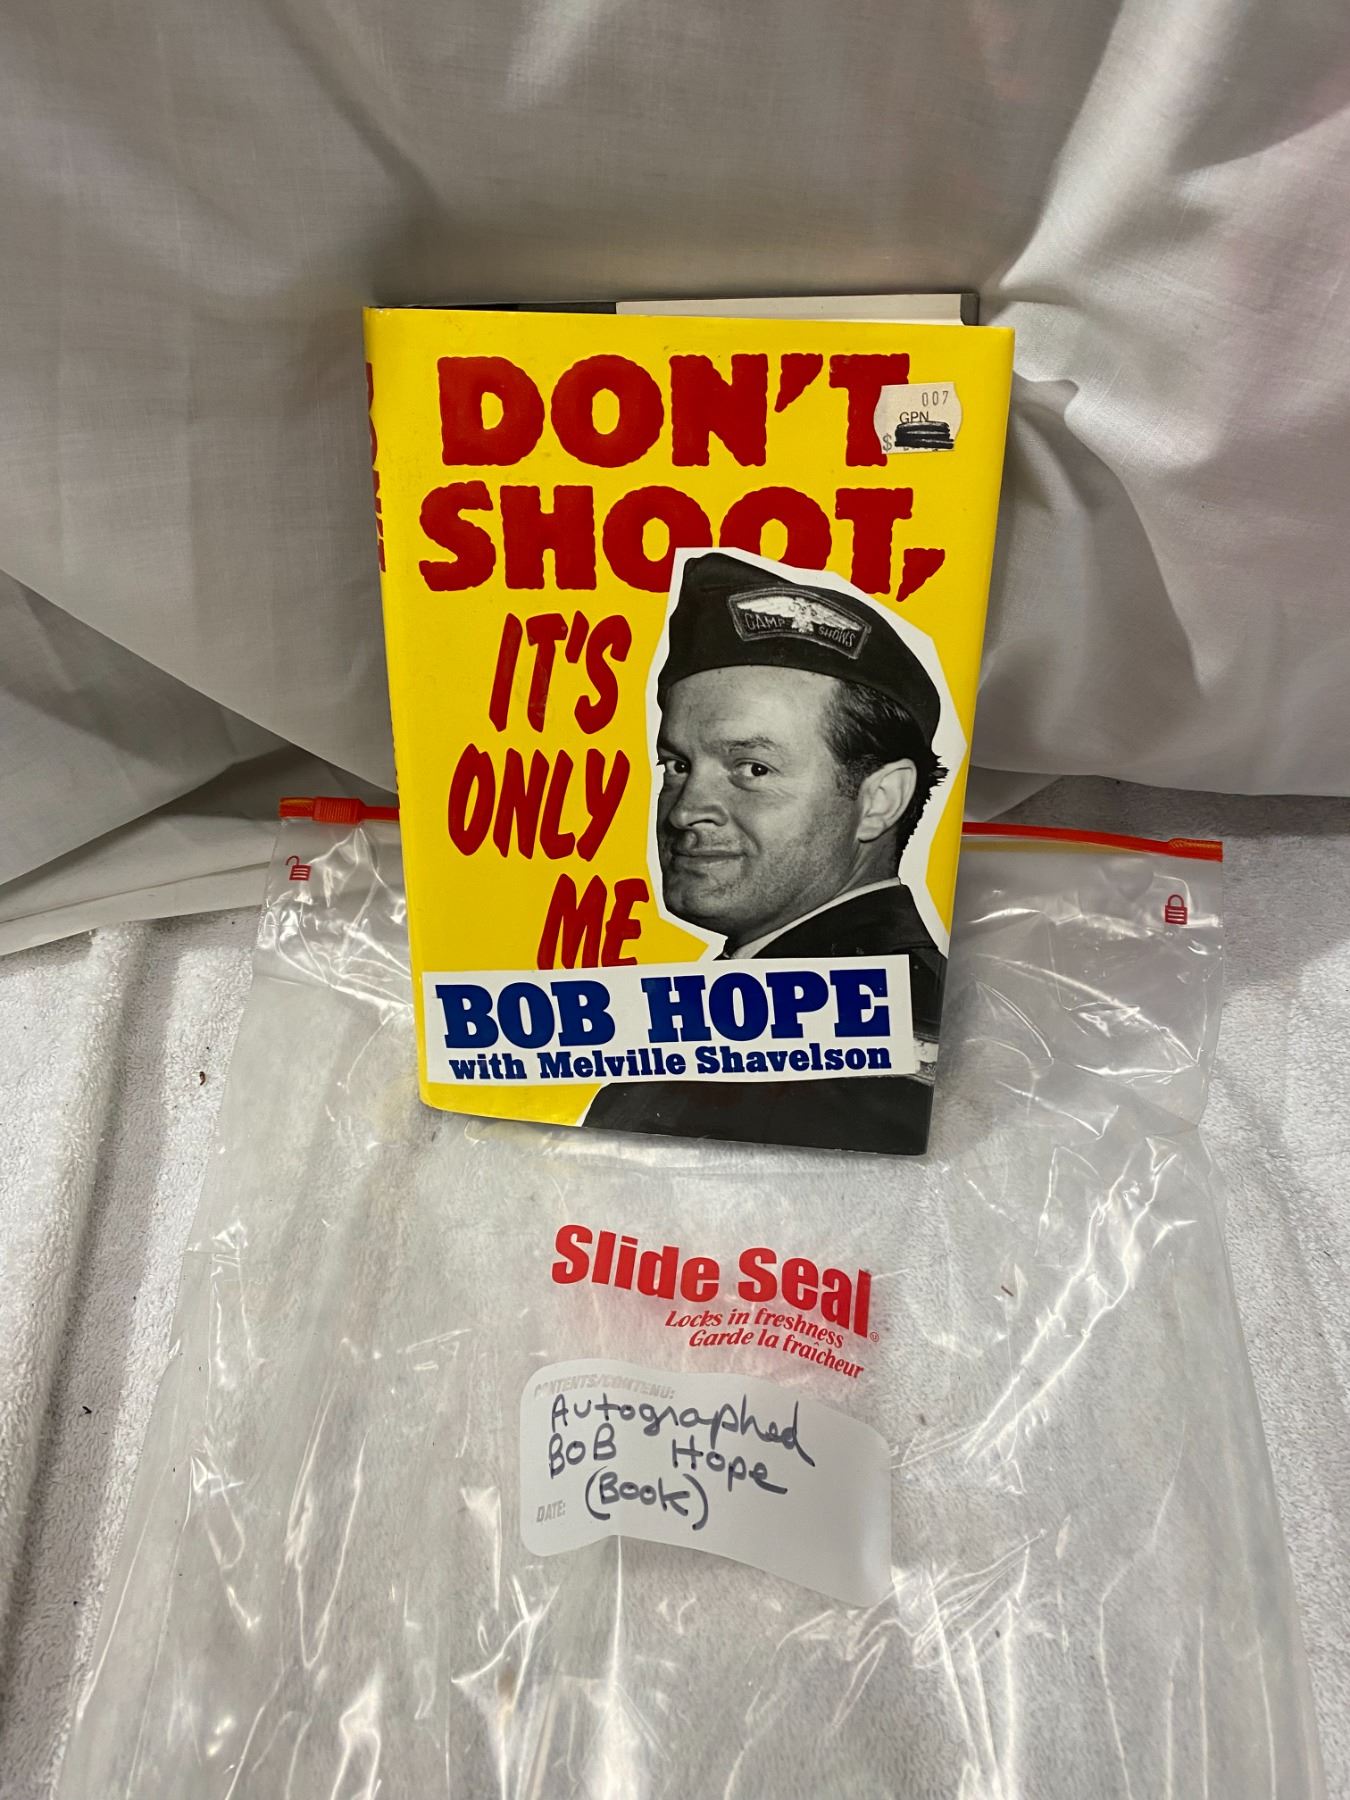 DON'T
SHOOT,
IT'S
ONLY
ME
007
GPN
$
CAMP SHOWS
BOB HOPE
with Melville Shavelson
Slide Seal
Locks in freshness
Garde la fraîcheur
CONTENTS/CONTENU:
Autographed
BOB Hope
(Book)
DATE: